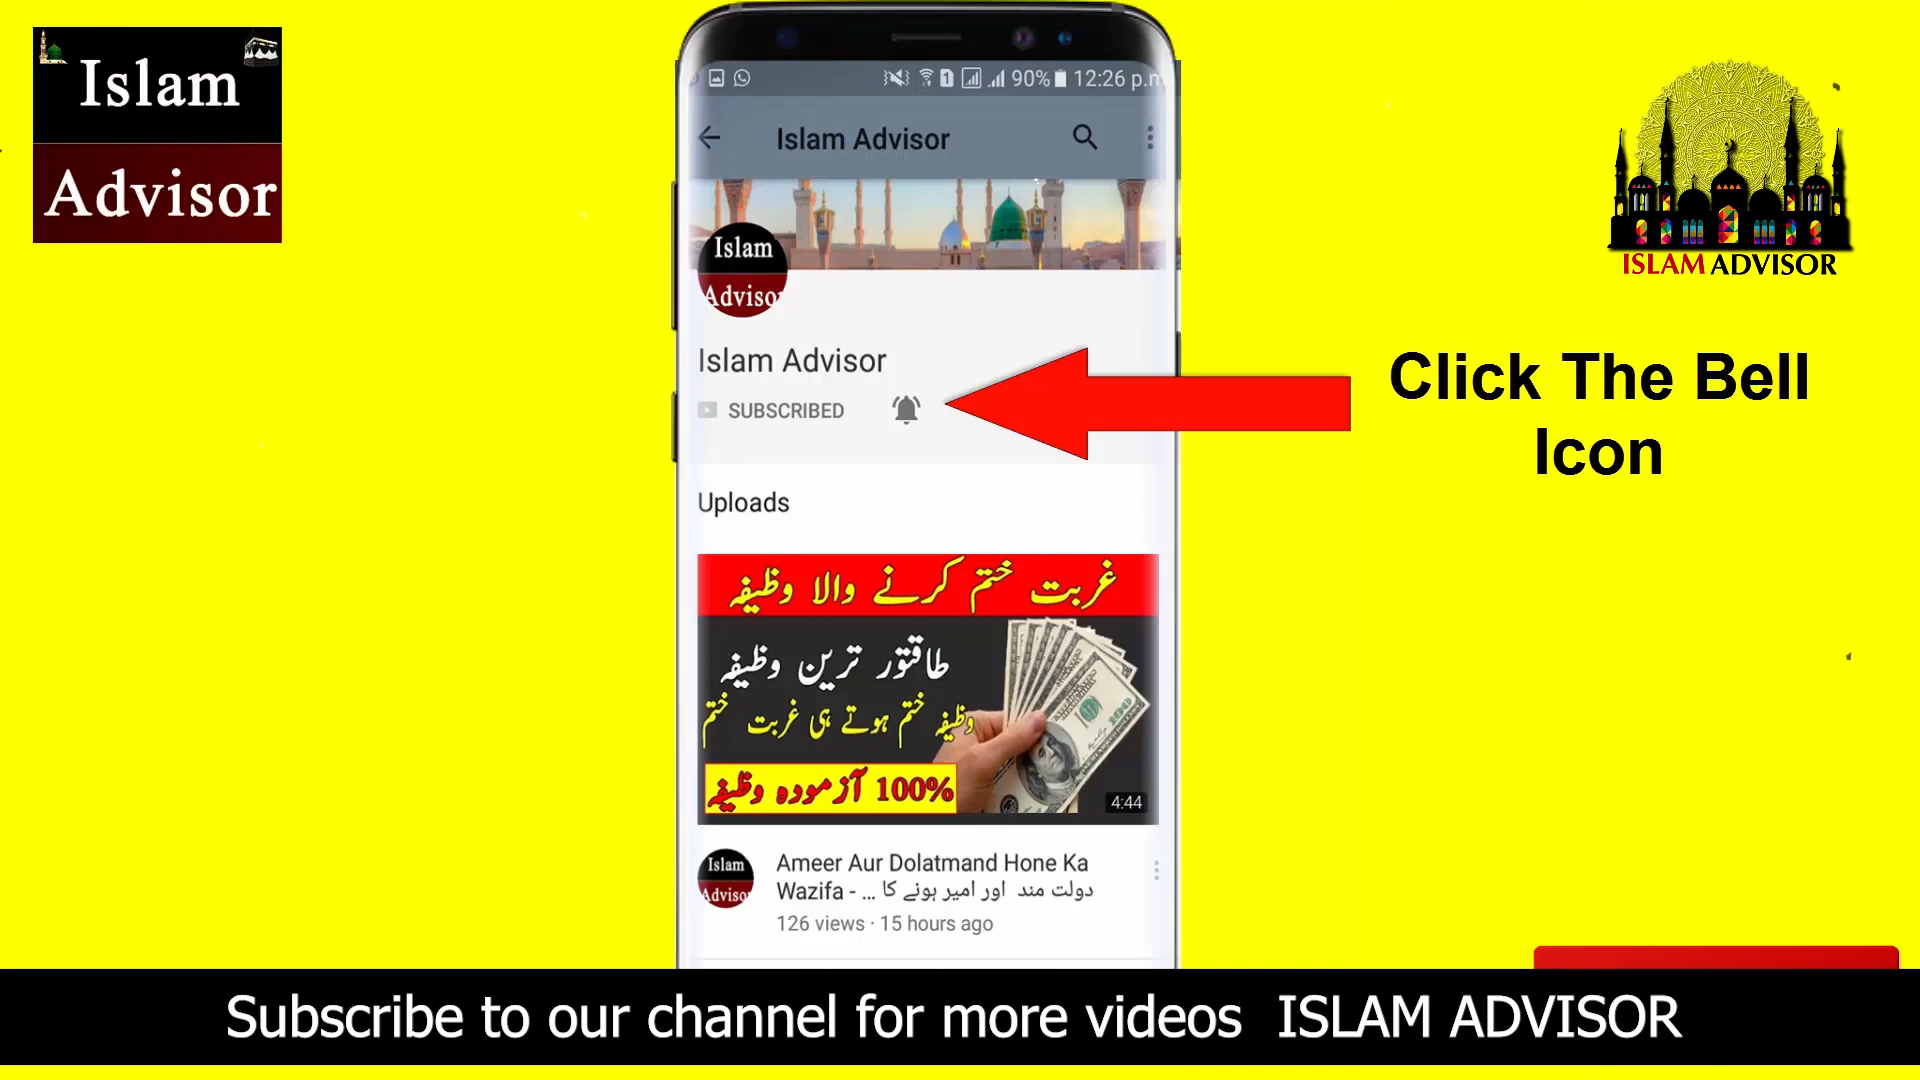 Islam
Advisor
90% 12:26 p.m
Islam Advisor
Islam
Advisor
ISLAM ADVISOR
Islam Advisor
SUBSCRIBED
Click The Bell
Icon
Uploads
غربت ختم کرنے والا وظیفہ
طاقتور ترین وظیفہ
وظیفہ ختم ہوتے ہی غربت ختم
100% آزمودہ وظیفہ
4:44
Islam
Advisor
Ameer Aur Dolatmand Hone Ka
Wazifa - ... دولت مند اور امیر ہونے کا
126 views · 15 hours ago
Subscribe to our channel for more videos ISLAM ADVISOR